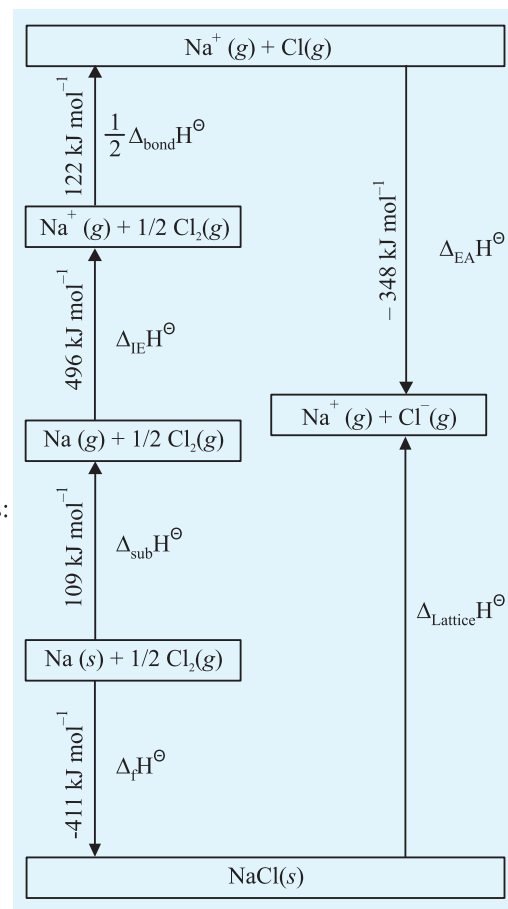 Na⁺ (g) + Cl(g)
122 kJ mol⁻¹
1/2 Δ_bond H^Θ
Na⁺ (g) + 1/2 Cl₂(g)
– 348 kJ mol⁻¹
Δ_EA H^Θ
496 kJ mol⁻¹
Δ_IE H^Θ
Na⁺ (g) + Cl⁻(g)
Na (g) + 1/2 Cl₂(g)
s:
109 kJ mol⁻¹
Δ_sub H^Θ
Δ_Lattice H^Θ
Na (s) + 1/2 Cl₂(g)
-411 kJ mol⁻¹
Δ_f H^Θ
NaCl(s)